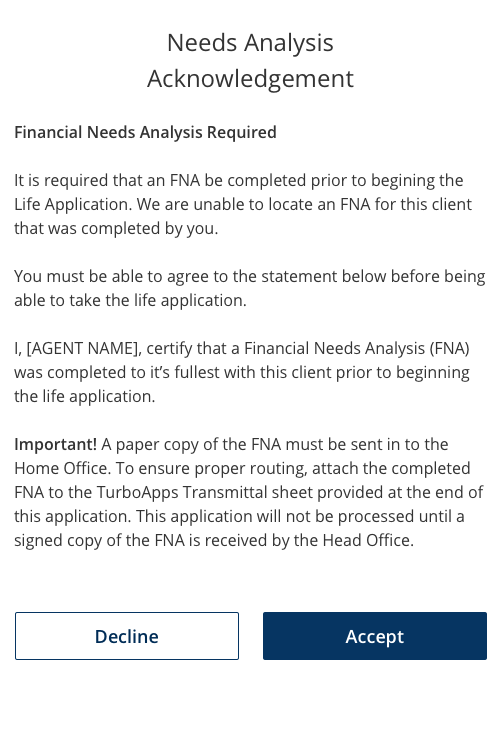 Needs Analysis
Acknowledgement
Financial Needs Analysis Required
It is required that an FNA be completed prior to begining the
Life Application. We are unable to locate an FNA for this client
that was completed by you.
You must be able to agree to the statement below before being
able to take the life application.
I, [AGENT NAME], certify that a Financial Needs Analysis (FNA)
was completed to it’s fullest with this client prior to beginning
the life application.
Important! A paper copy of the FNA must be sent in to the
Home Office. To ensure proper routing, attach the completed
FNA to the TurboApps Transmittal sheet provided at the end of
this application. This application will not be processed until a
signed copy of the FNA is received by the Head Office.
Decline
Accept